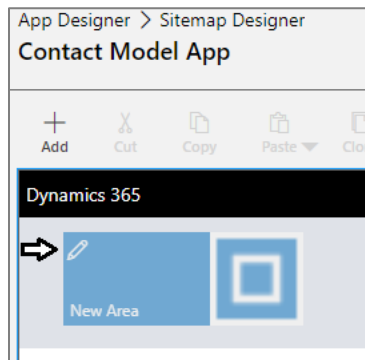 App Designer > Sitemap Designer
Contact Model App
Add Cut Copy Paste
Dynamics 365
New Area